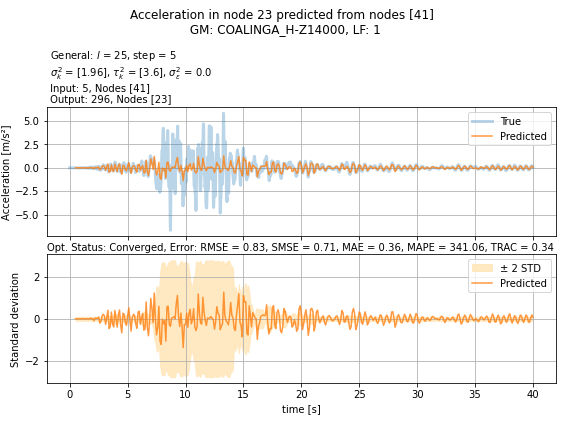 Acceleration in node 23 predicted from nodes [41]
GM: COALINGA_H-Z14000, LF: 1
General: l = 25, step = 5
σ²ₖ = [1.96], τ²ₖ = [3.6], σ²ε = 0.0
Input: 5, Nodes [41]
Output: 296, Nodes [23]
Acceleration [m/s²]
5.0
2.5
0.0
−2.5
−5.0
True
Predicted
Opt. Status: Converged, Error: RMSE = 0.83, SMSE = 0.71, MAE = 0.36, MAPE = 341.06, TRAC = 0.34
Standard deviation
2
0
−2
± 2 STD
Predicted
0 5 10 15 20 25 30 35 40
time [s]